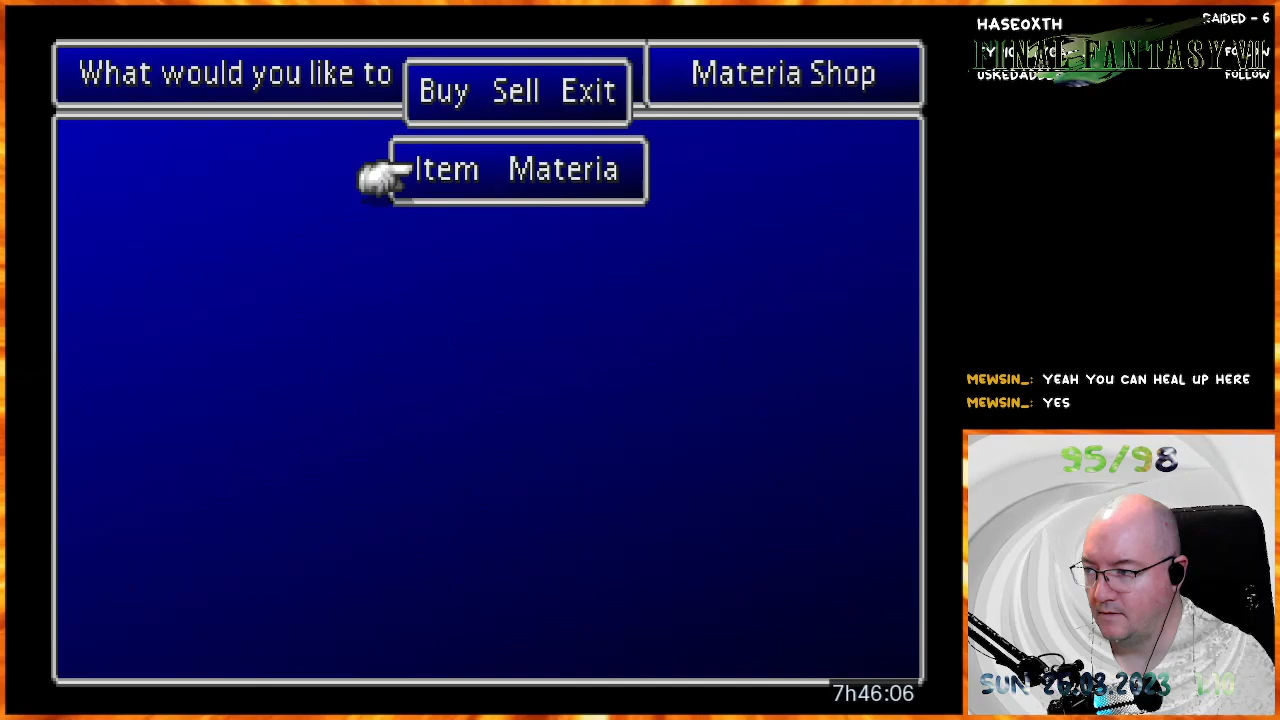 What would you like to
Buy Sell Exit
Materia Shop
Item Materia
HASEOXTH
RAIDED - 6
FINAL FANTASY VII
FOLLOW
MEWSIN_: YEAH YOU CAN HEAL UP HERE
MEWSIN_: YES
95/98
7h46:06